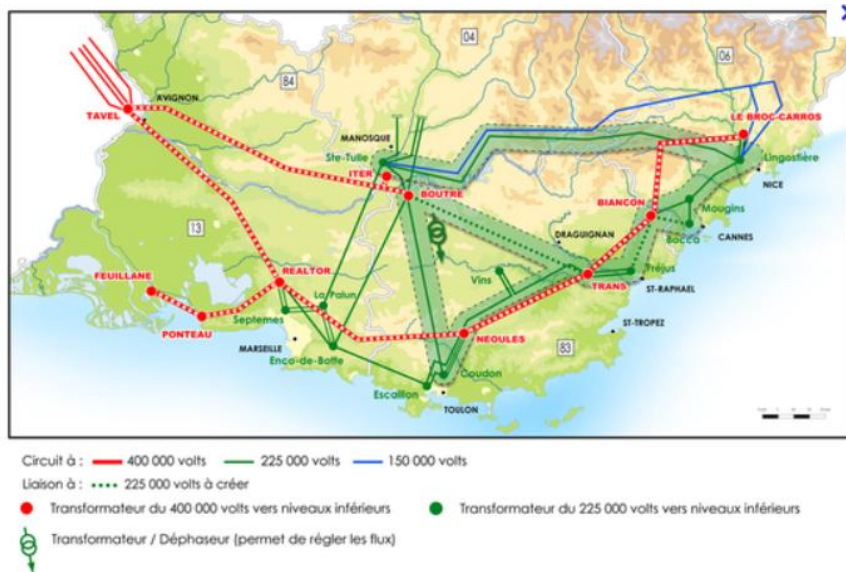 04
06
84
AVIGNON
TAVEL
LE BROC-CARROS
MANOSQUE
Ste-Tulle
ITER
Lingostière
BOUTRE
NICE
BIANCON
Mougins
13
DRAGUIGNAN
Bocca
CANNES
FEUILLANE
REALTOR
Vins
Fréjus
La Palun
TRANS
ST-RAPHAEL
Septemes
PONTEAU
NEOULES
ST-TROPEZ
MARSEILLE
Enco-de-Botte
83
Coudon
Escaillon
TOULON
Circuit à : 400 000 volts 225 000 volts 150 000 volts
Liaison à : 225 000 volts à créer
Transformateur du 400 000 volts vers niveaux inférieurs Transformateur du 225 000 volts vers niveaux inférieurs
Transformateur / Déphaseur (permet de régler les flux)